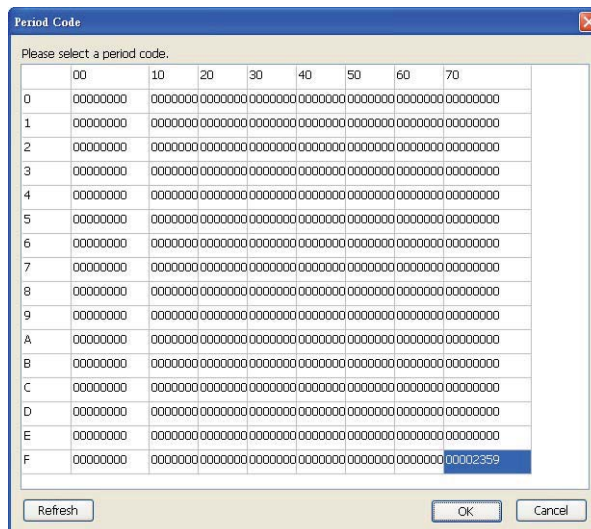 Period Code
Please select a period code.
00 10 20 30 40 50 60 70
0 00000000 0000000 0000000 0000000 0000000 0000000 0000000 00000000
1 00000000 0000000 0000000 0000000 0000000 0000000 0000000 00000000
2 00000000 0000000 0000000 0000000 0000000 0000000 0000000 00000000
3 00000000 0000000 0000000 0000000 0000000 0000000 0000000 00000000
4 00000000 0000000 0000000 0000000 0000000 0000000 0000000 00000000
5 00000000 0000000 0000000 0000000 0000000 0000000 0000000 00000000
6 00000000 0000000 0000000 0000000 0000000 0000000 0000000 00000000
7 00000000 0000000 0000000 0000000 0000000 0000000 0000000 00000000
8 00000000 0000000 0000000 0000000 0000000 0000000 0000000 00000000
9 00000000 0000000 0000000 0000000 0000000 0000000 0000000 00000000
A 00000000 0000000 0000000 0000000 0000000 0000000 0000000 00000000
B 00000000 0000000 0000000 0000000 0000000 0000000 0000000 00000000
C 00000000 0000000 0000000 0000000 0000000 0000000 0000000 00000000
D 00000000 0000000 0000000 0000000 0000000 0000000 0000000 00000000
E 00000000 0000000 0000000 0000000 0000000 0000000 0000000 00000000
F 00000000 0000000 0000000 0000000 0000000 0000000 0000000 00002359
Refresh OK Cancel